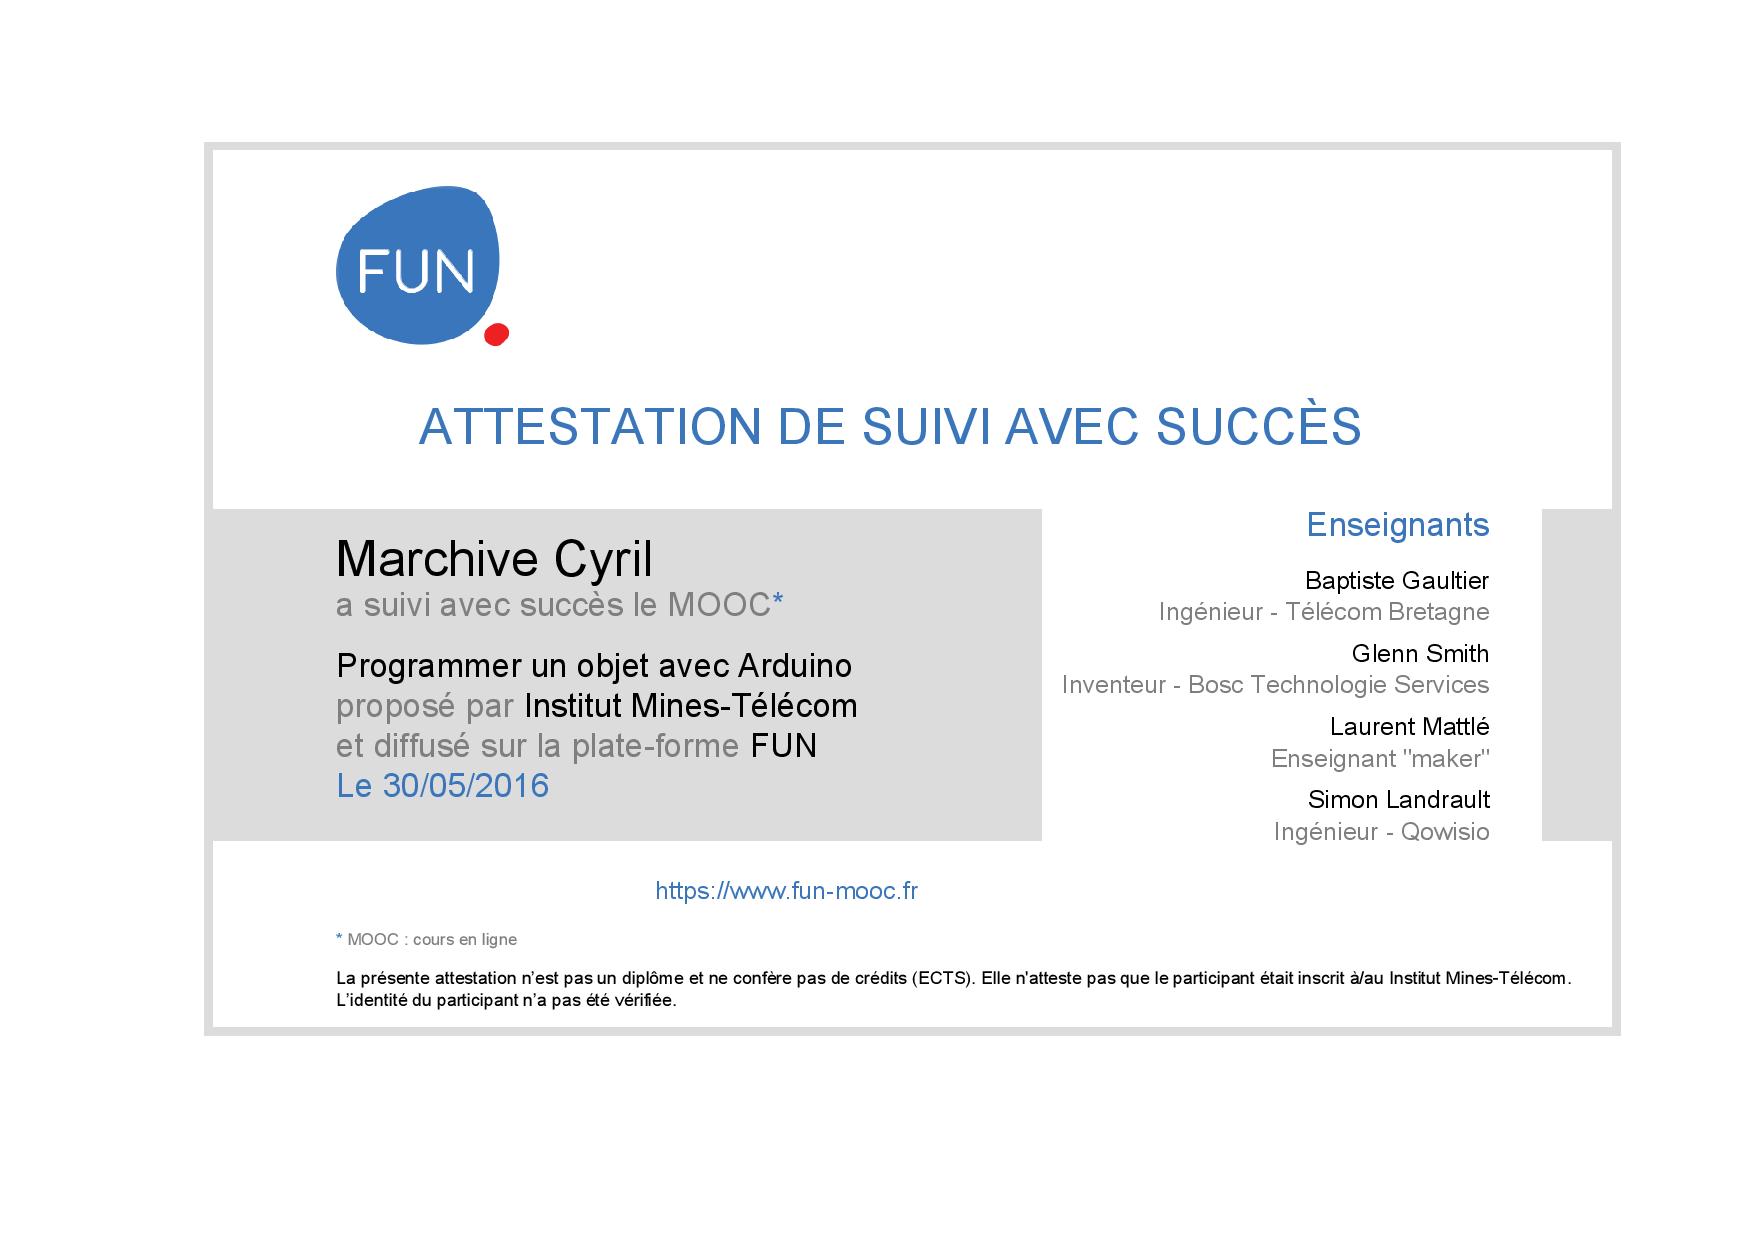 FUN
ATTESTATION DE SUIVI AVEC SUCCÈS
Marchive Cyril
a suivi avec succès le MOOC*
Programmer un objet avec Arduino
proposé par Institut Mines-Télécom
et diffusé sur la plate-forme FUN
Le 30/05/2016
Enseignants
Baptiste Gaultier
Ingénieur - Télécom Bretagne
Glenn Smith
Inventeur - Bosc Technologie Services
Laurent Mattlé
Enseignant "maker"
Simon Landrault
Ingénieur - Qowisio
https://www.fun-mooc.fr
* MOOC : cours en ligne
La présente attestation n’est pas un diplôme et ne confère pas de crédits (ECTS). Elle n'atteste pas que le participant était inscrit à/au Institut Mines-Télécom.
L’identité du participant n’a pas été vérifiée.